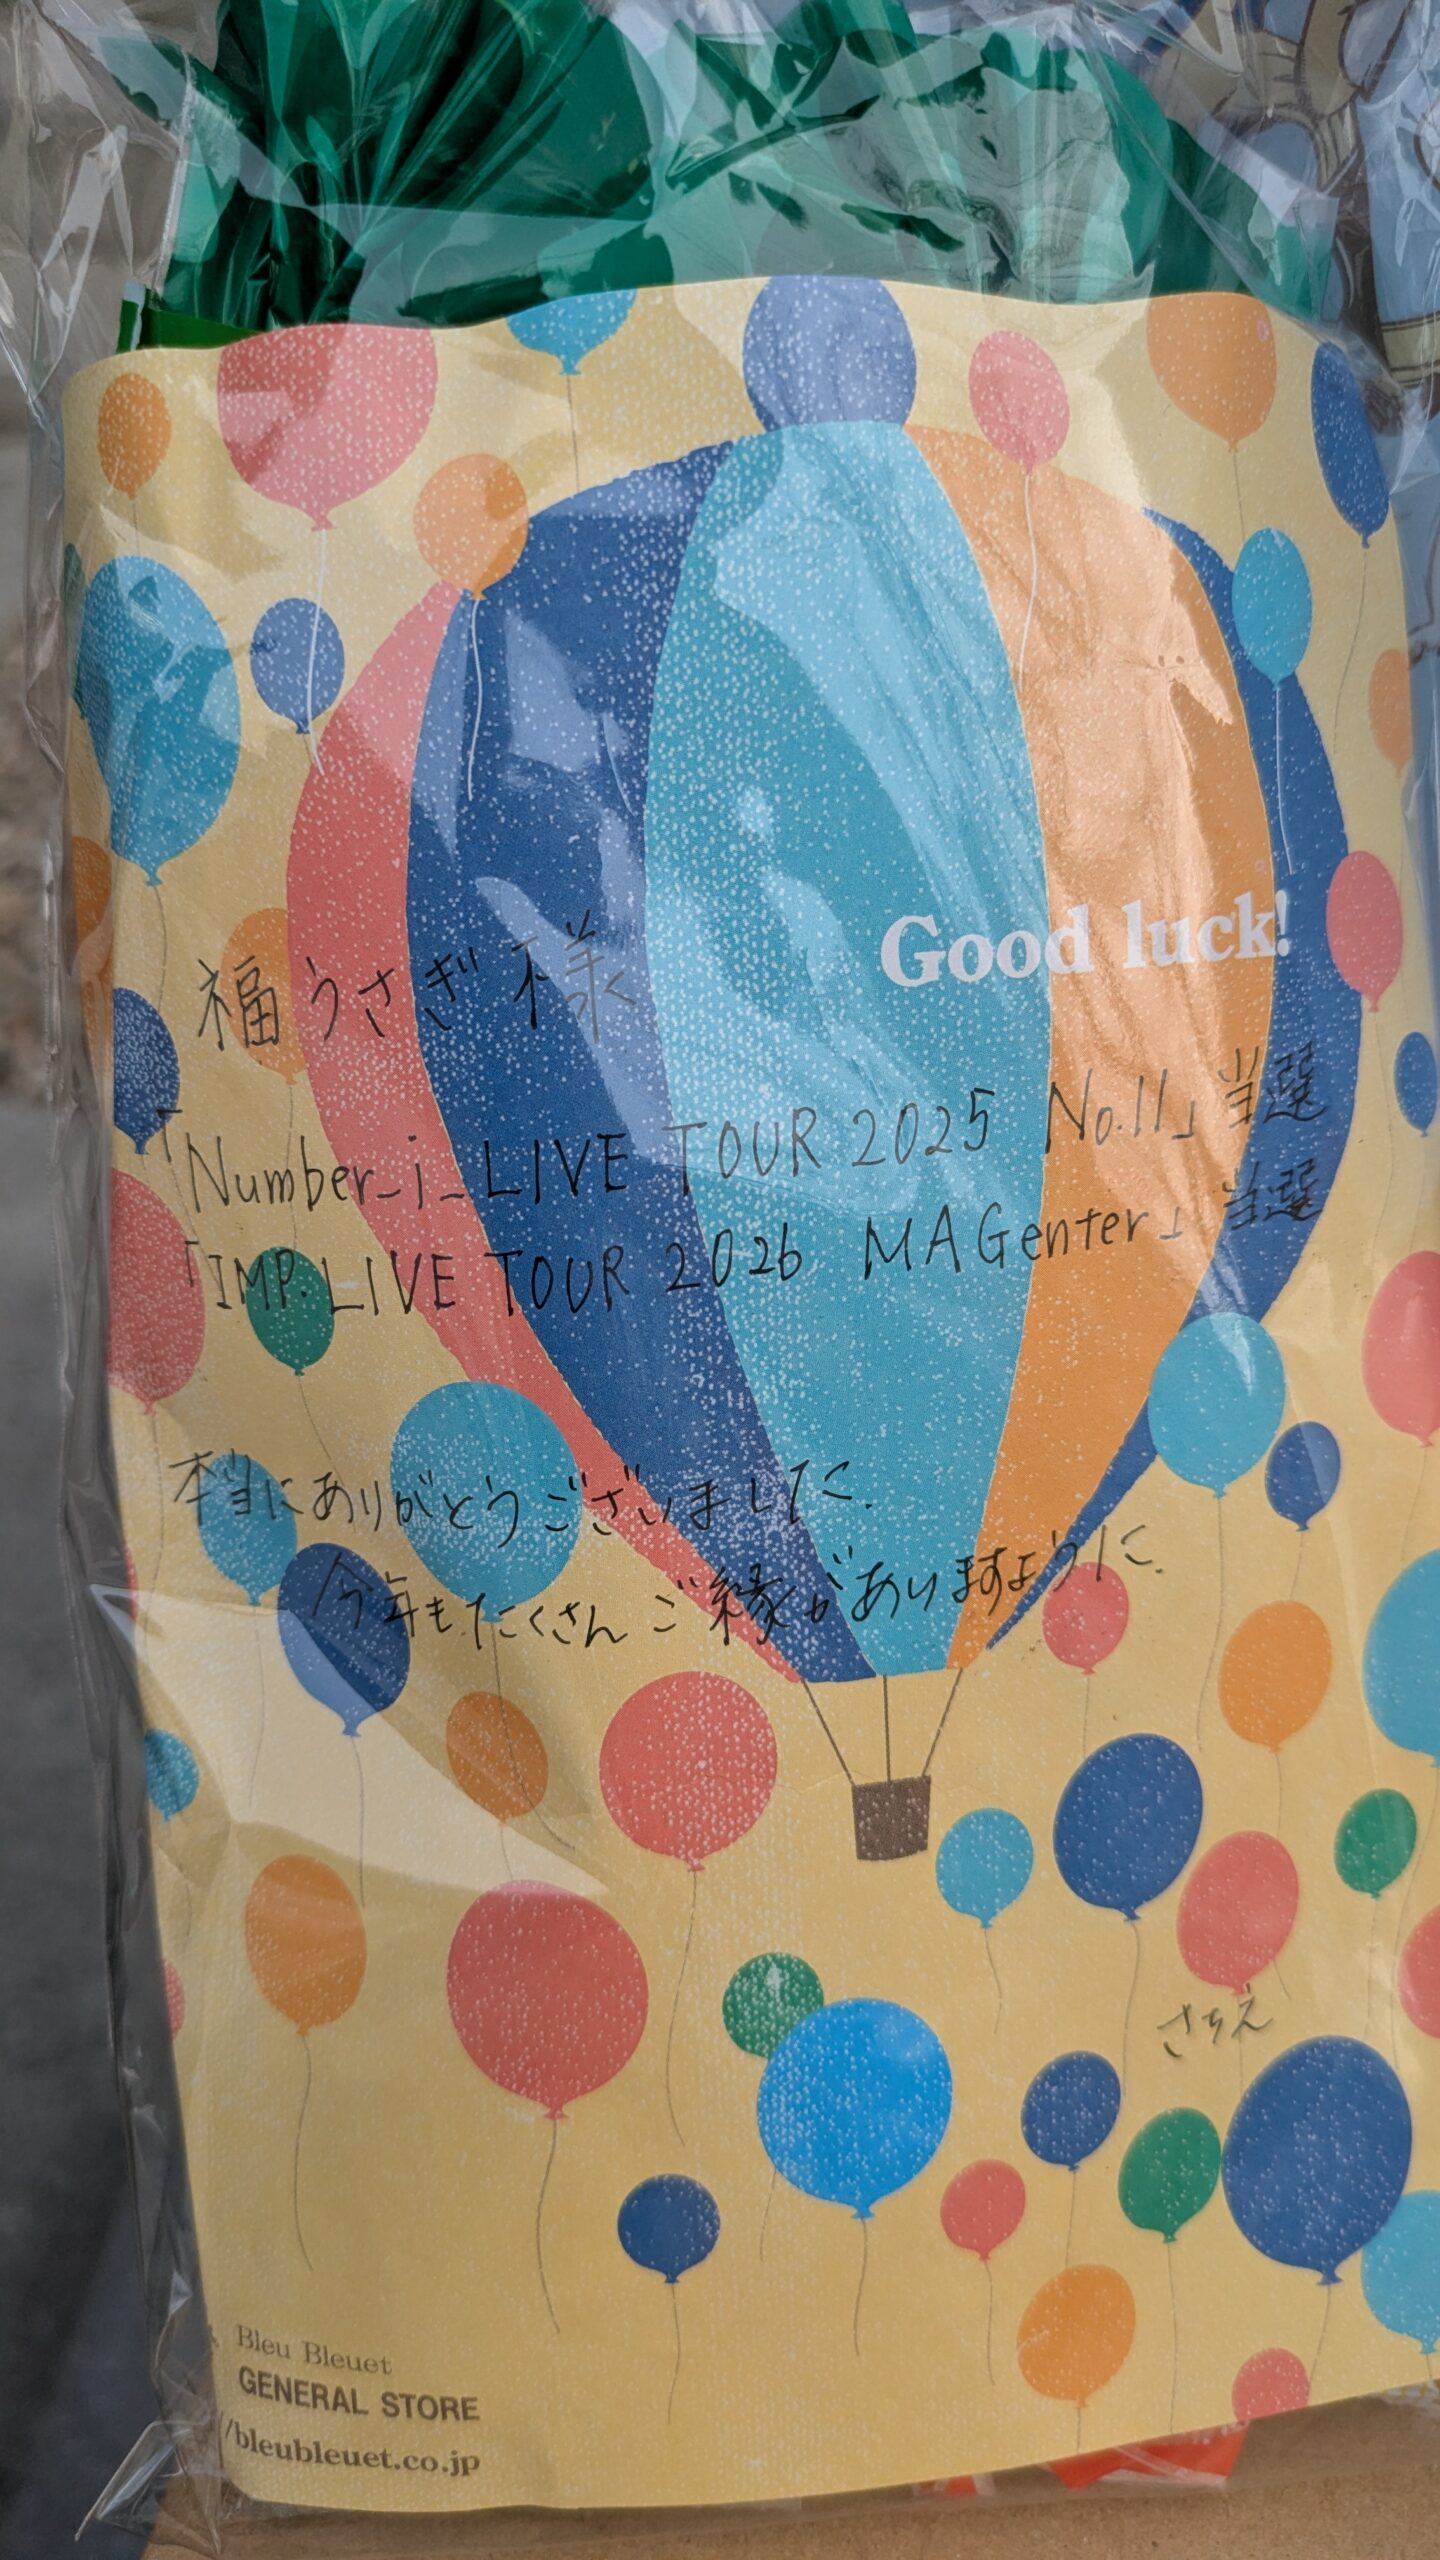 Good luck!
福うさぎ様
「Number_i_LIVE TOUR 2025 No.II」当選
「IMP. LIVE TOUR 2026 MAGenter」当選
本当にありがとうございました.
今年もたくさんご縁がありますように.
さちえ
Bleu Bleuet
GENERAL STORE
/bleubleuet.co.jp